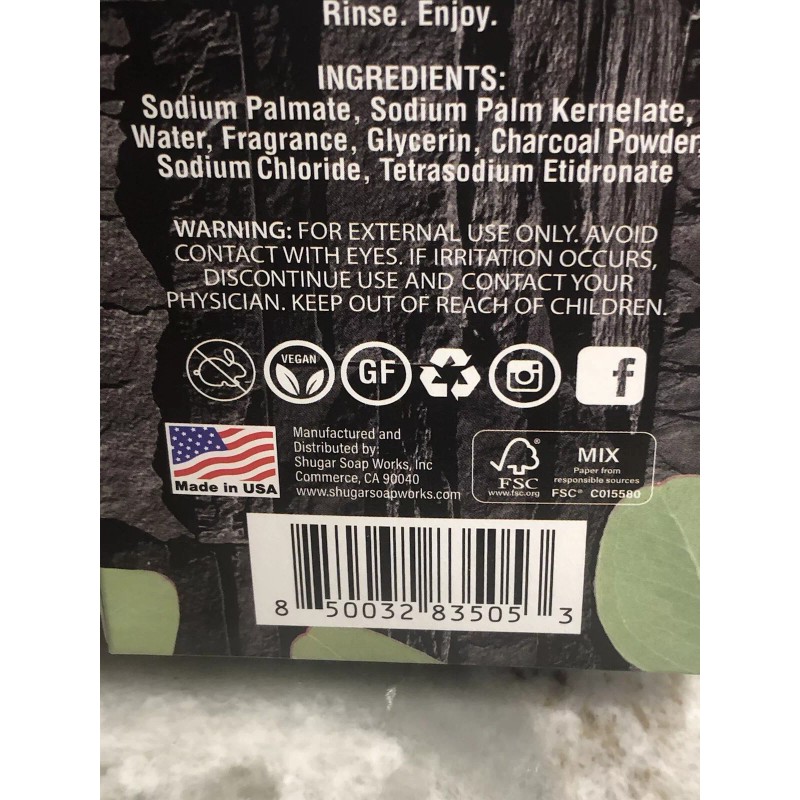 Rinse. Enjoy.
INGREDIENTS:
Sodium Palmate, Sodium Palm Kernelate,
Water, Fragrance, Glycerin, Charcoal Powder,
Sodium Chloride, Tetrasodium Etidronate
WARNING: FOR EXTERNAL USE ONLY. AVOID
CONTACT WITH EYES. IF IRRITATION OCCURS,
DISCONTINUE USE AND CONTACT YOUR
PHYSICIAN. KEEP OUT OF REACH OF CHILDREN.
VEGAN
GF
f
Made in USA
Manufactured and
Distributed by:
Shugar Soap Works, Inc
Commerce, CA 90040
www.shugarsoapworks.com
FSC®
www.fsc.org
MIX
Paper from
responsible sources
FSC® C015580
8 50032 83505 3